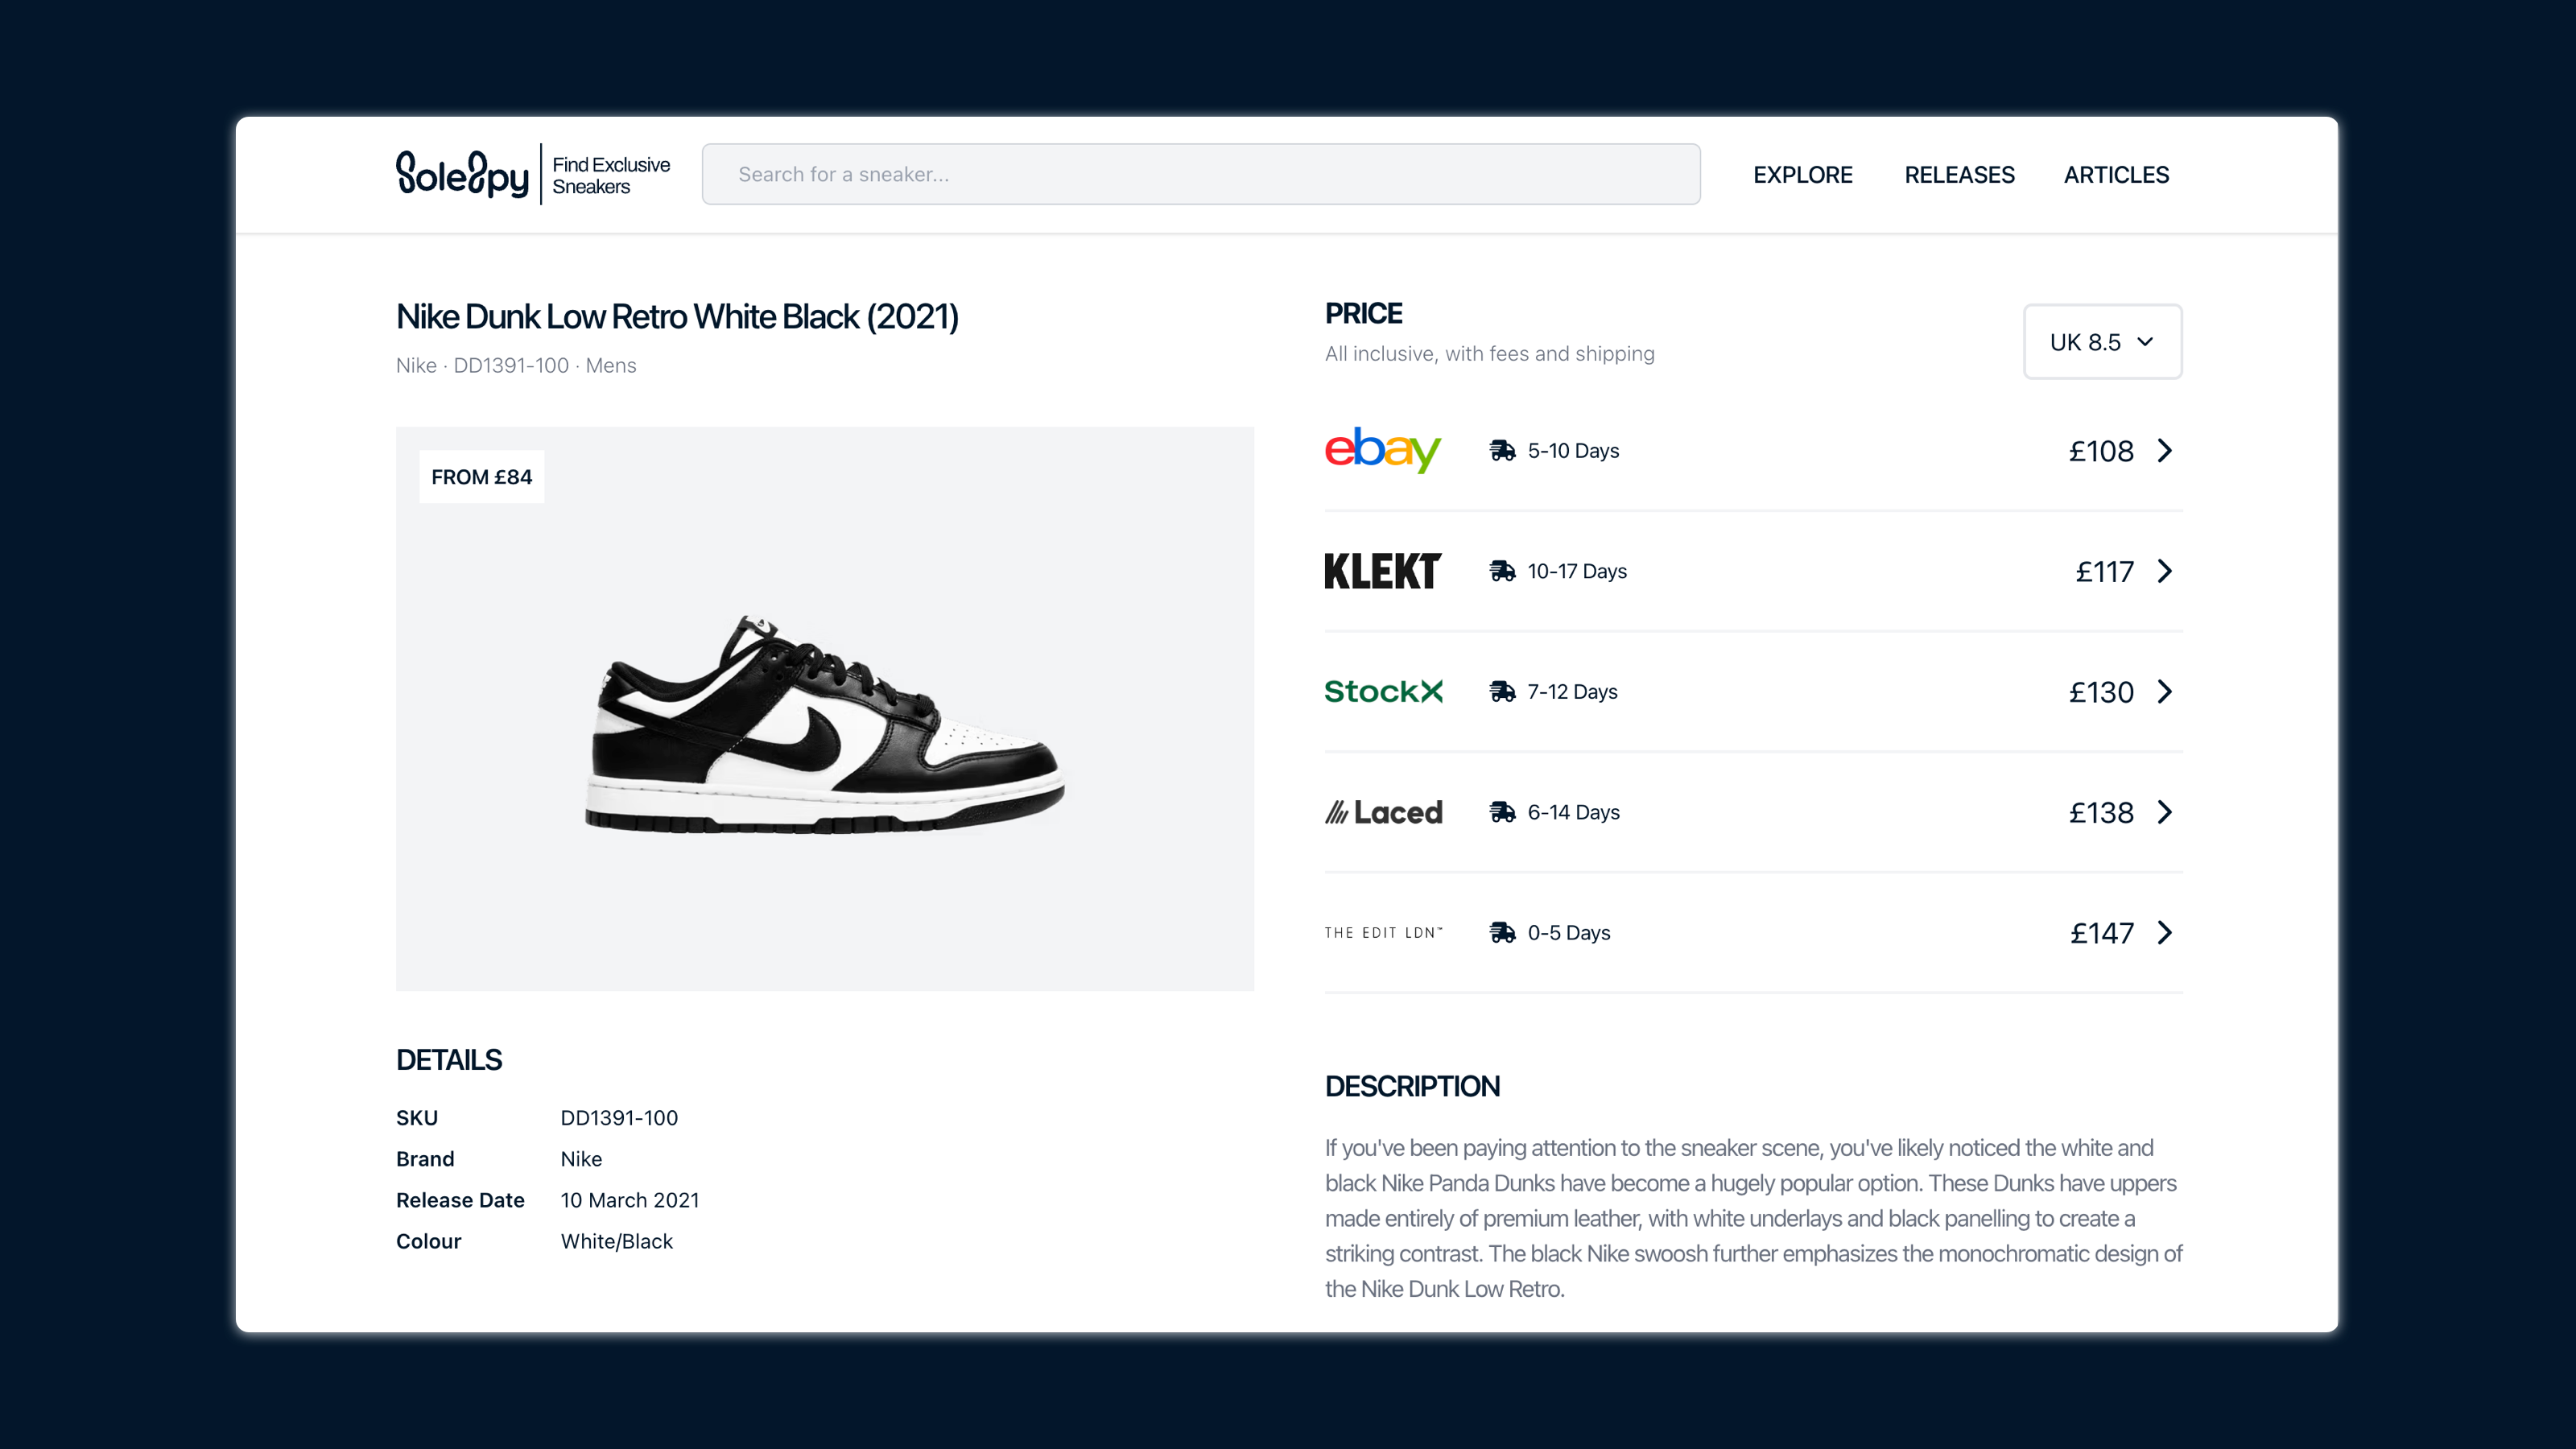 SoleSpy
Find Exclusive
Sneakers
Search for a sneaker...
EXPLORE
RELEASES
ARTICLES
Nike Dunk Low Retro White Black (2021)
Nike · DD1391-100 · Mens
FROM £84
DETAILS
SKU DD1391-100
Brand Nike
Release Date 10 March 2021
Colour White/Black
PRICE
All inclusive, with fees and shipping
UK 8.5
ebay 5-10 Days £108
KLEKT 10-17 Days £117
StockX 7-12 Days £130
Laced 6-14 Days £138
THE EDIT LDN™ 0-5 Days £147
DESCRIPTION
If you've been paying attention to the sneaker scene, you've likely noticed the white and
black Nike Panda Dunks have become a hugely popular option. These Dunks have uppers
made entirely of premium leather, with white underlays and black panelling to create a
striking contrast. The black Nike swoosh further emphasizes the monochromatic design of
the Nike Dunk Low Retro.